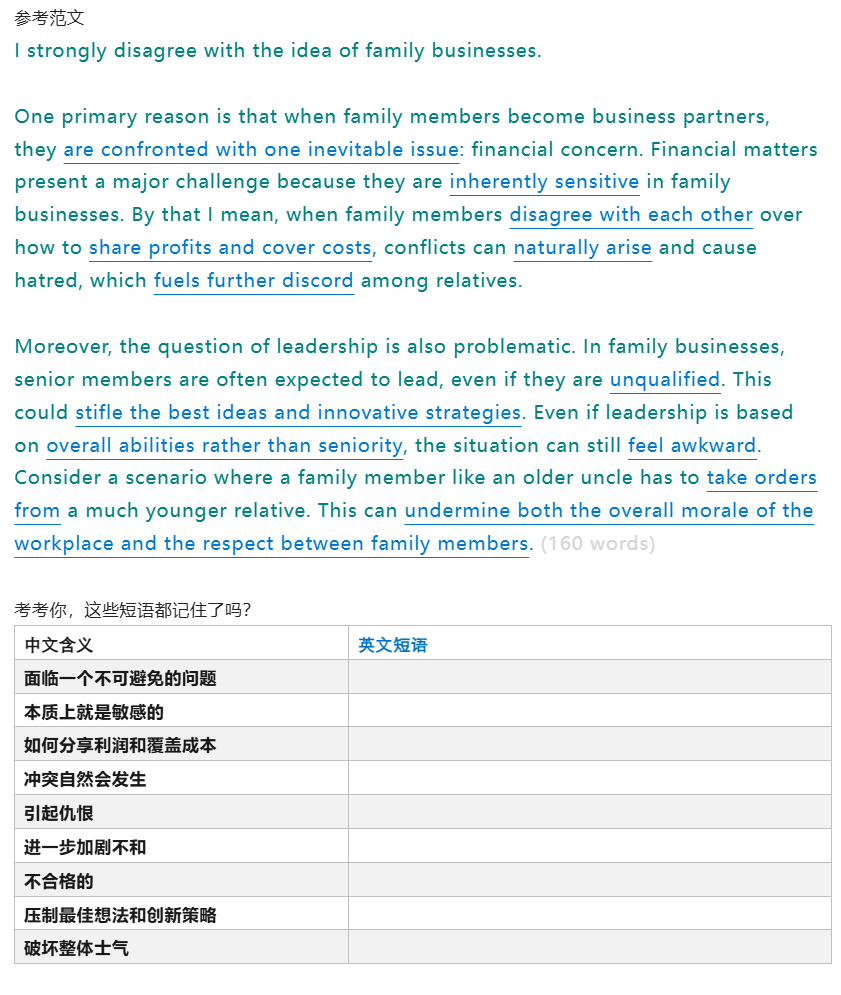 参考范文
I strongly disagree with the idea of family businesses.
One primary reason is that when family members become business partners,
they are confronted with one inevitable issue: financial concern. Financial matters
present a major challenge because they are inherently sensitive in family
businesses. By that I mean, when family members disagree with each other over
how to share profits and cover costs, conflicts can naturally arise and cause
hatred, which fuels further discord among relatives.
Moreover, the question of leadership is also problematic. In family businesses,
senior members are often expected to lead, even if they are unqualified. This
could stifle the best ideas and innovative strategies. Even if leadership is based
on overall abilities rather than seniority, the situation can still feel awkward.
Consider a scenario where a family member like an older uncle has to take orders
from a much younger relative. This can undermine both the overall morale of the
workplace and the respect between family members. (160 words)
考考你，这些短语都记住了吗？
中文含义 英文短语
面临一个不可避免的问题
本质上就是敏感的
如何分享利润和覆盖成本
冲突自然会发生
引起仇恨
进一步加剧不和
不合格的
压制最佳想法和创新策略
破坏整体士气